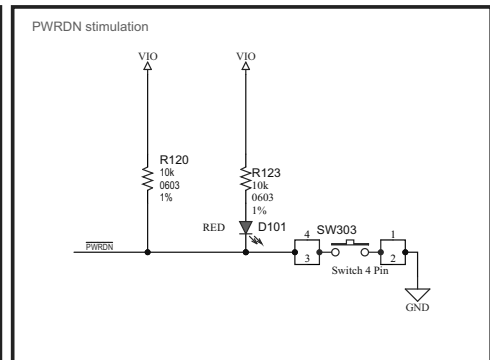 PWRDN stimulation
VIO
VIO
R120
10k
0603
1%
R123
10k
0603
1%
RED
D101
PWRDN
4
3
SW303
1
2
Switch 4 Pin
GND